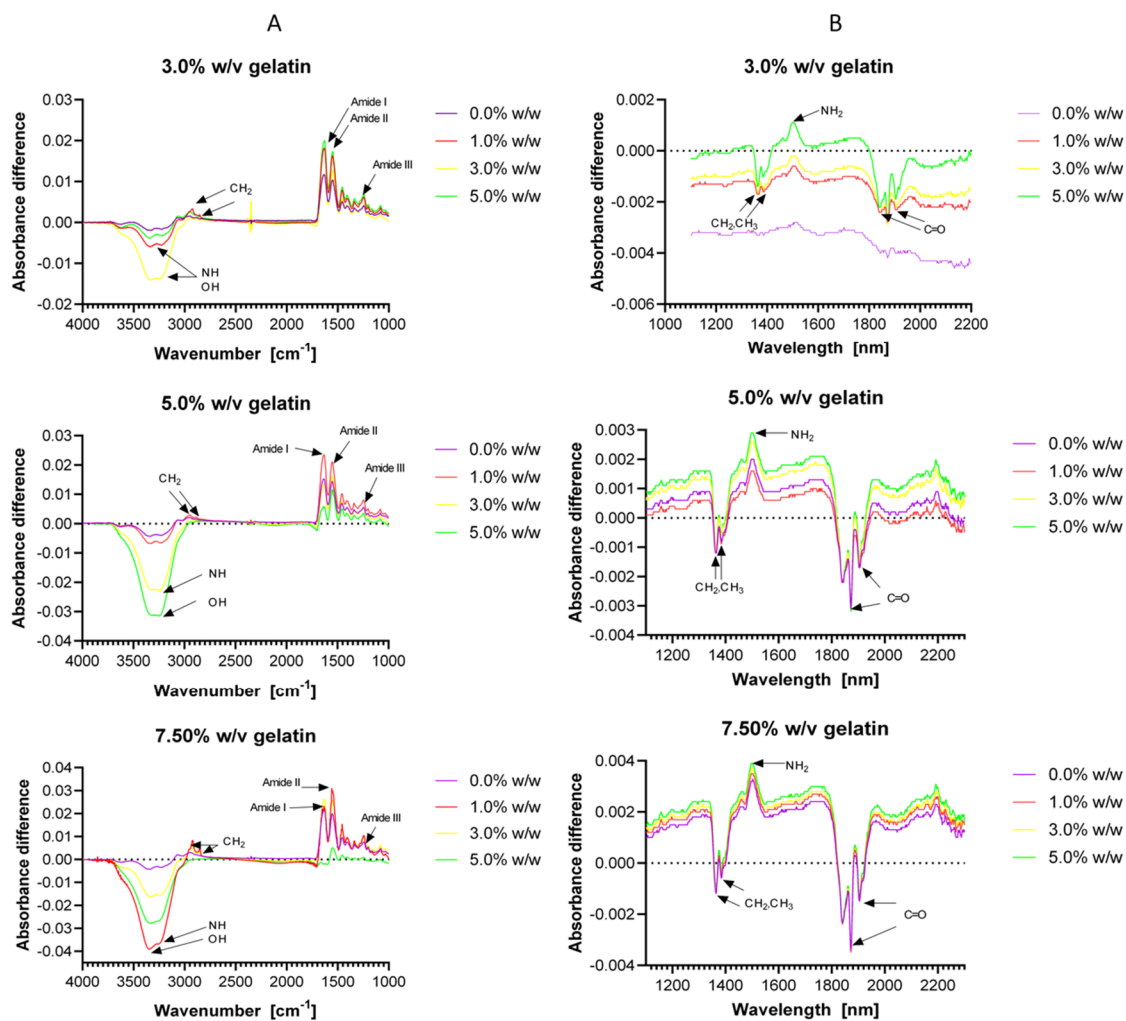 A
B
3.0% w/v gelatin
Absorbance difference
0.03
0.02
0.01
0.00
-0.01
-0.02
4000 3500 3000 2500 2000 1500 1000
Wavenumber [cm-1]
Amide I
Amide II
Amide III
CH2
NH
OH
0.0% w/w
1.0% w/w
3.0% w/w
5.0% w/w
3.0% w/v gelatin
Absorbance difference
0.002
0.000
-0.002
-0.004
-0.006
1000 1200 1400 1600 1800 2000 2200
Wavelength [nm]
NH2
CH2,CH3
C=O
0.0% w/w
1.0% w/w
3.0% w/w
5.0% w/w
5.0% w/v gelatin
Absorbance difference
0.03
0.02
0.01
0.00
-0.01
-0.02
-0.03
-0.04
4000 3500 3000 2500 2000 1500 1000
Wavenumber [cm-1]
Amide I
Amide II
Amide III
CH2
NH
OH
0.0% w/w
1.0% w/w
3.0% w/w
5.0% w/w
5.0% w/v gelatin
Absorbance difference
0.003
0.002
0.001
0.000
-0.001
-0.002
-0.003
-0.004
1200 1400 1600 1800 2000 2200
Wavelength [nm]
NH2
CH2,CH3
C=O
0.0% w/w
1.0% w/w
3.0% w/w
5.0% w/w
7.50% w/v gelatin
Absorbance difference
0.04
0.03
0.02
0.01
0.00
-0.01
-0.02
-0.03
-0.04
4000 3500 3000 2500 2000 1500 1000
Wavenumber [cm-1]
Amide II
Amide I
Amide III
CH2
NH
OH
0.0% w/w
1.0% w/w
3.0% w/w
5.0% w/w
7.50% w/v gelatin
Absorbance difference
0.004
0.002
0.000
-0.002
-0.004
1200 1400 1600 1800 2000 2200
Wavelength [nm]
NH2
CH2,CH3
C=O
0.0% w/w
1.0% w/w
3.0% w/w
5.0% w/w